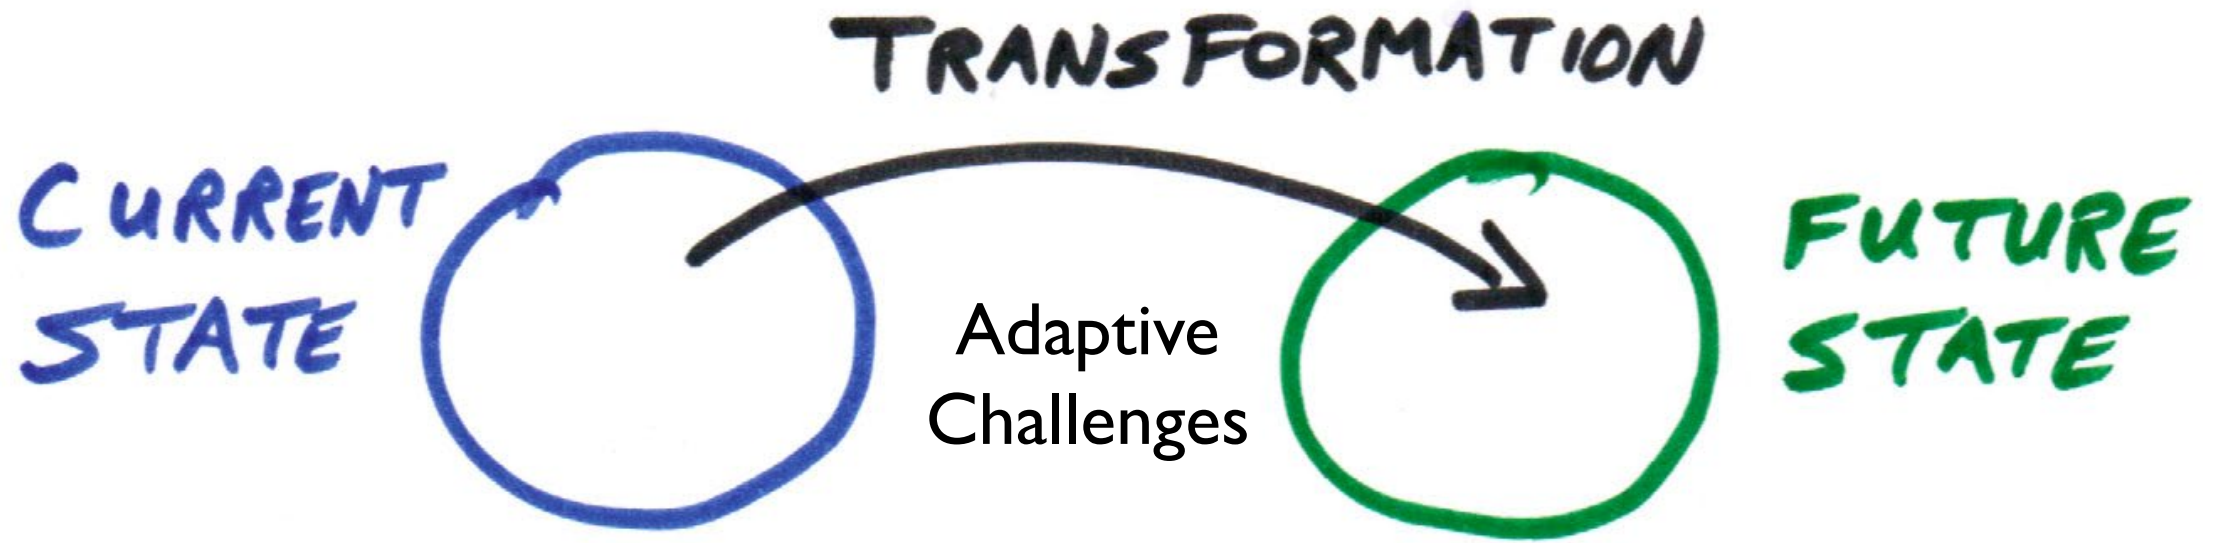 TRANSFORMATION
CURRENT
STATE
Adaptive
Challenges
FUTURE
STATE